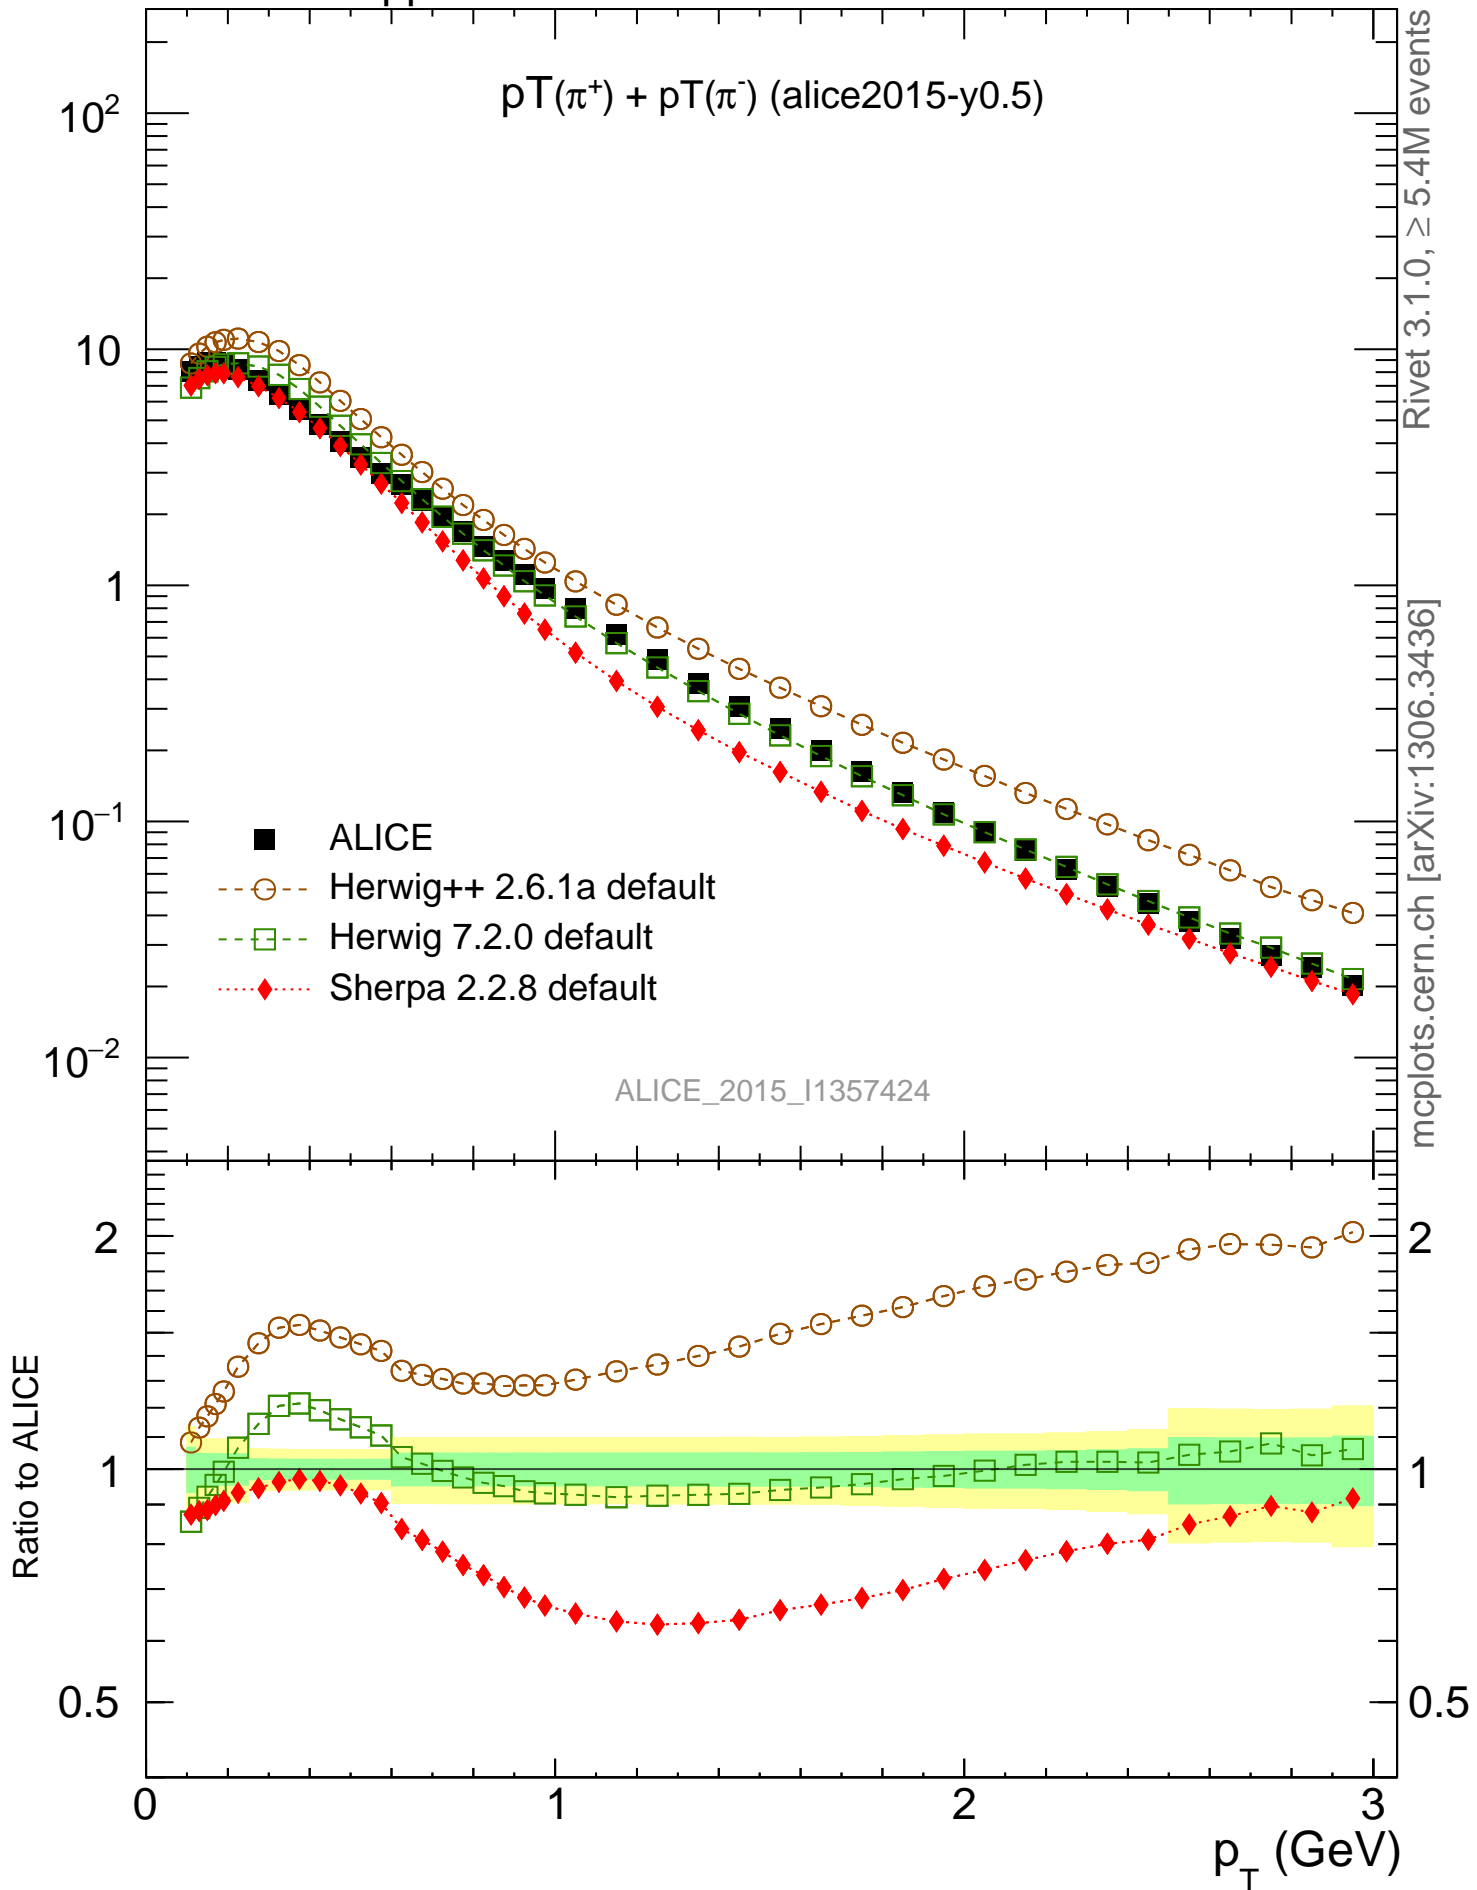 pT(π⁺) + pT(π⁻) (alice2015-y0.5)
10²
10
1
10⁻¹
10⁻²
ALICE
Herwig++ 2.6.1a default
Herwig 7.2.0 default
Sherpa 2.2.8 default
ALICE_2015_I1357424
Rivet 3.1.0, ≥ 5.4M events
mcplots.cern.ch [arXiv:1306.3436]
Ratio to ALICE
2
1
0.5
2
1
0.5
0
1
2
3
p_T (GeV)